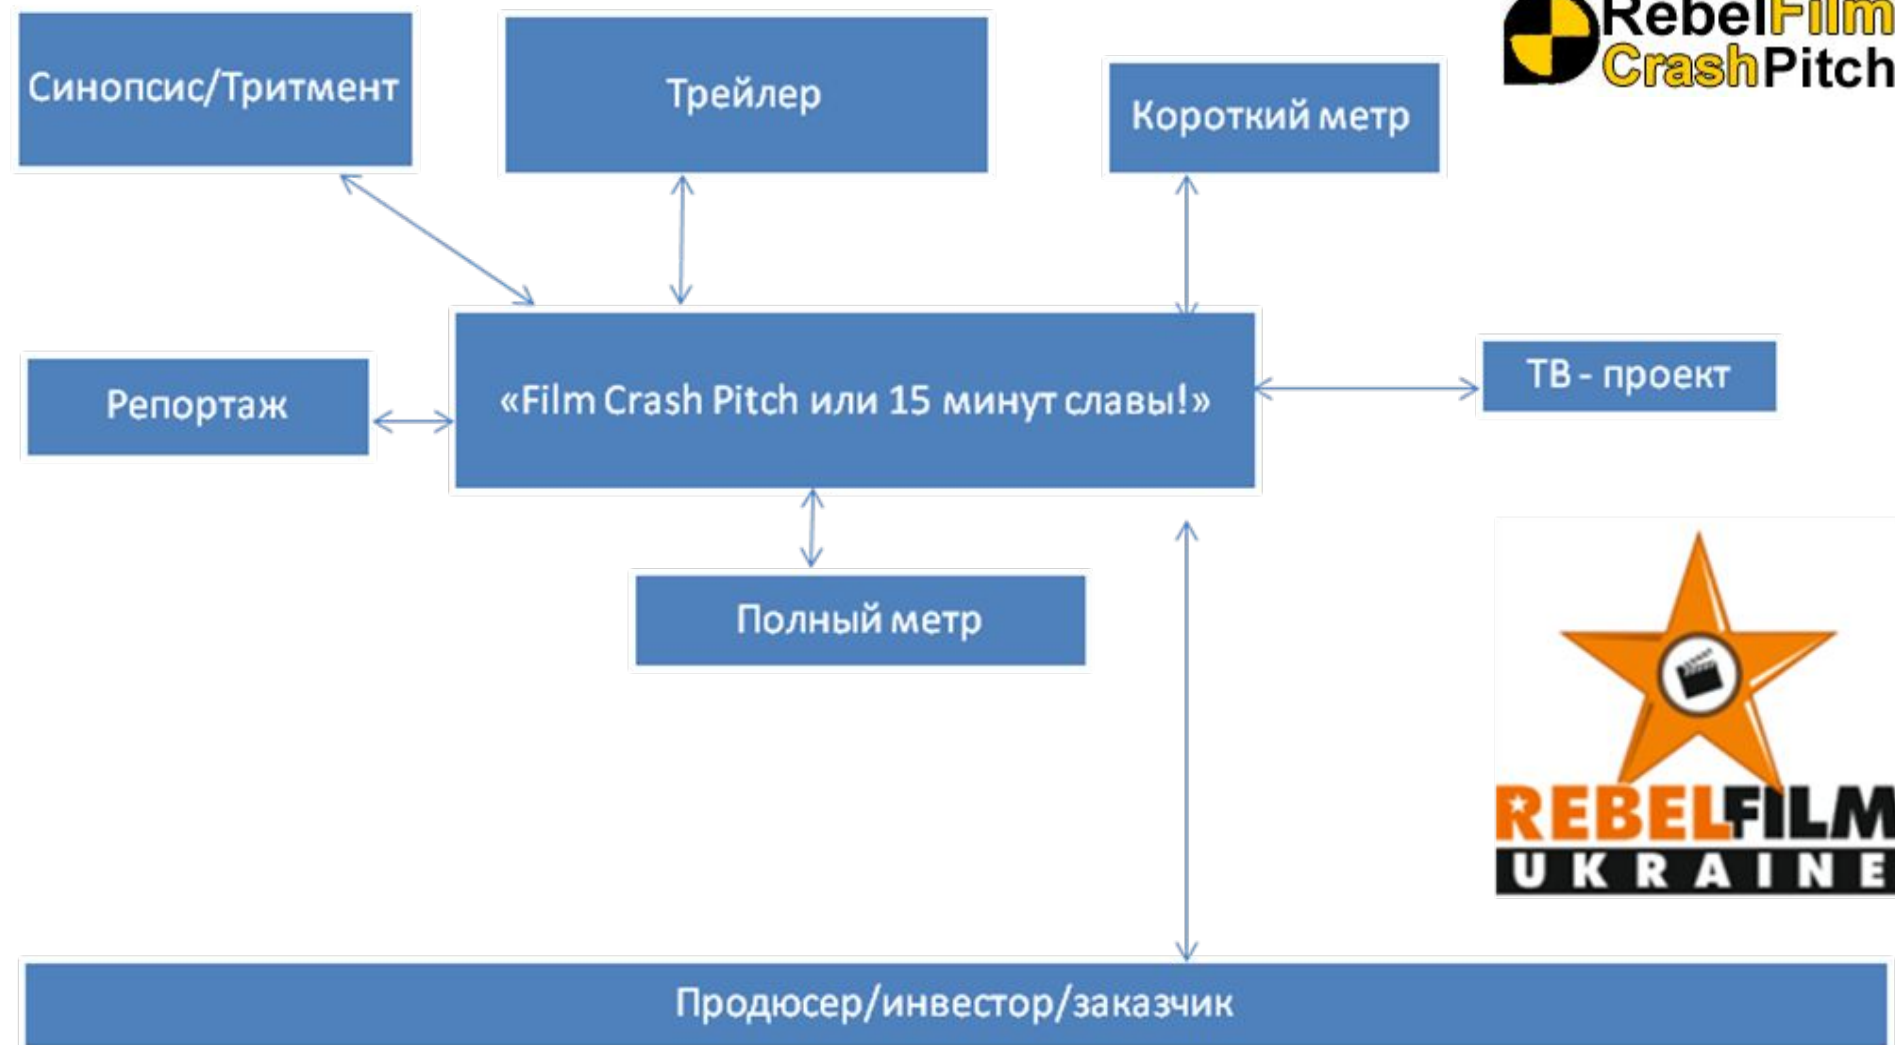 RebelFilm
CrashPitch
Синопсис/Тритмент
Трейлер
Короткий метр
Репортаж
«Film Crash Pitch или 15 минут славы!»
ТВ - проект
Полный метр
REBELFILM
UKRAINE
Продюсер/инвестор/заказчик